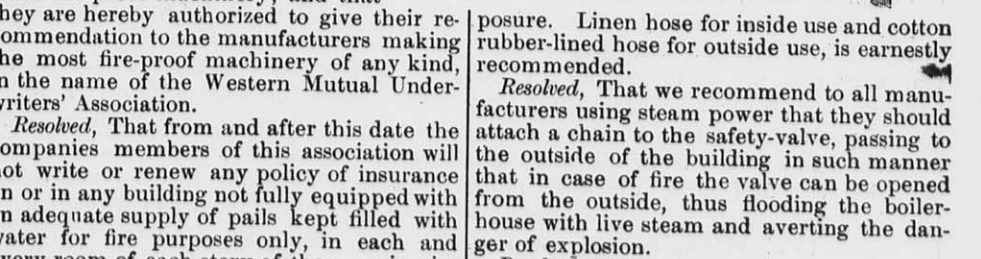 hey are hereby authorized to give their re-
ommendation to the manufacturers making
he most fire-proof machinery of any kind,
n the name of the Western Mutual Under-
riters' Association.
Resolved, That from and after this date the
ompanies members of this association will
ot write or renew any policy of insurance
n or in any building not fully equipped with
n adequate supply of pails kept filled with
ater for fire purposes only, in each and
posure. Linen hose for inside use and cotton
rubber-lined hose for outside use, is earnestly
recommended.
Resolved, That we recommend to all manu-
facturers using steam power that they should
attach a chain to the safety-valve, passing to
the outside of the building in such manner
that in case of fire the valve can be opened
from the outside, thus flooding the boiler-
house with live steam and averting the dan-
ger of explosion.